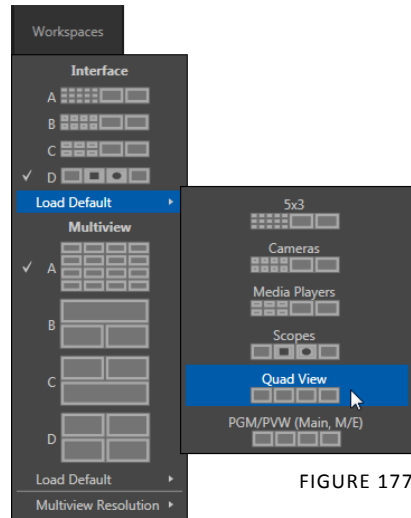 Workspaces
Interface
A
B
C
✓ D
Load Default
Multiview
✓ A
B
C
D
Load Default
Multiview Resolution
5x3
Cameras
Media Players
Scopes
Quad View
PGM/PVW (Main, M/E)
FIGURE 177